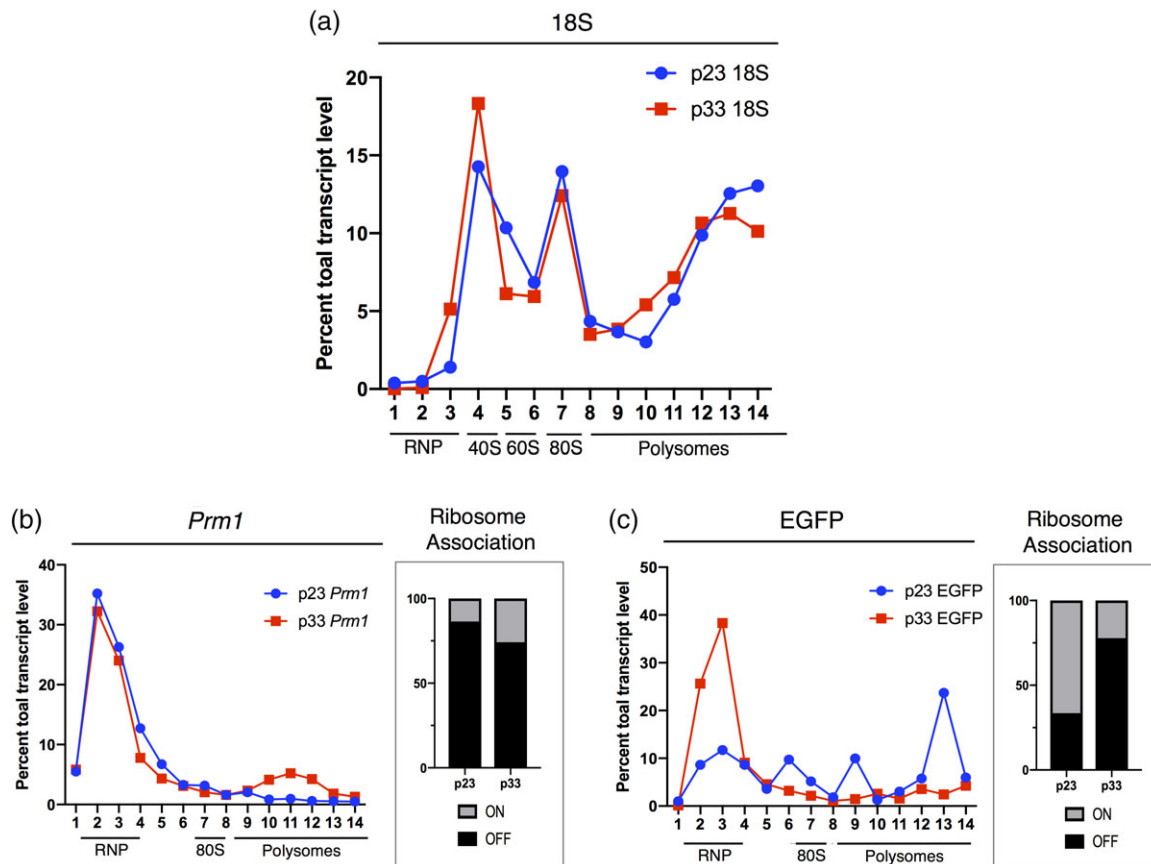 (a)
18S
p23 18S
p33 18S
Percent toal transcript level
20
15
10
5
0
1 2 3 4 5 6 7 8 9 10 11 12 13 14
RNP 40S 60S 80S Polysomes
(b)
Prm1
p23 Prm1
p33 Prm1
Percent toal transcript level
40
30
20
10
0
1 2 3 4 5 6 7 8 9 10 11 12 13 14
RNP 80S Polysomes
Ribosome
Association
100
50
0
p23 p33
ON
OFF
(c)
EGFP
p23 EGFP
p33 EGFP
Percent toal transcript level
50
40
30
20
10
0
1 2 3 4 5 6 7 8 9 10 11 12 13 14
RNP 80S Polysomes
Ribosome
Association
100
50
0
p23 p33
ON
OFF